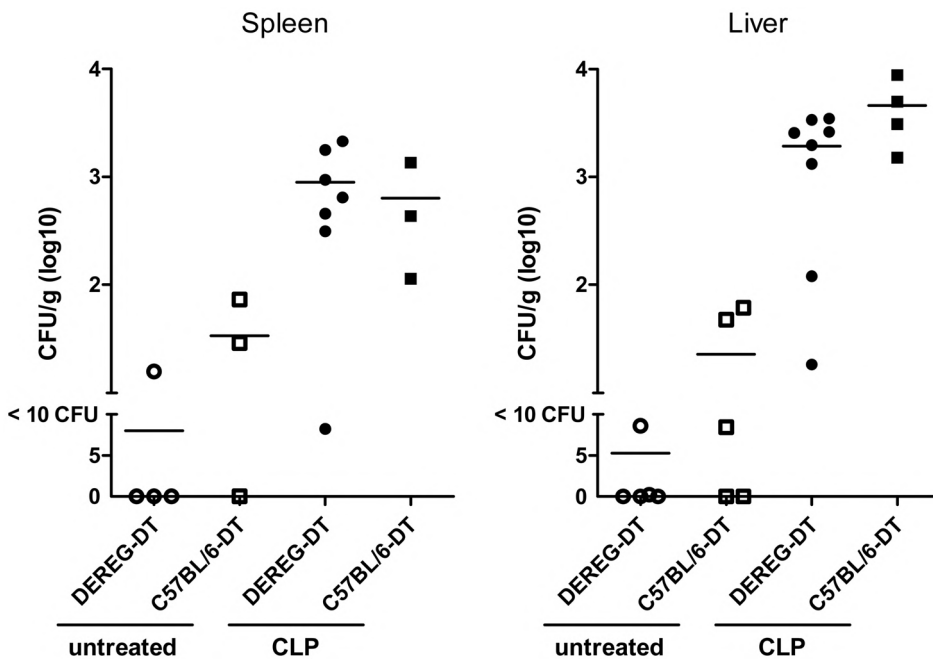 Spleen
Liver
CFU/g (log10)
4
3
2
< 10 CFU
10
5
0
DEREG-DT
C57BL/6-DT
DEREG-DT
C57BL/6-DT
untreated
CLP
CFU/g (log10)
4
3
2
< 10 CFU
10
5
0
DEREG-DT
C57BL/6-DT
DEREG-DT
C57BL/6-DT
untreated
CLP